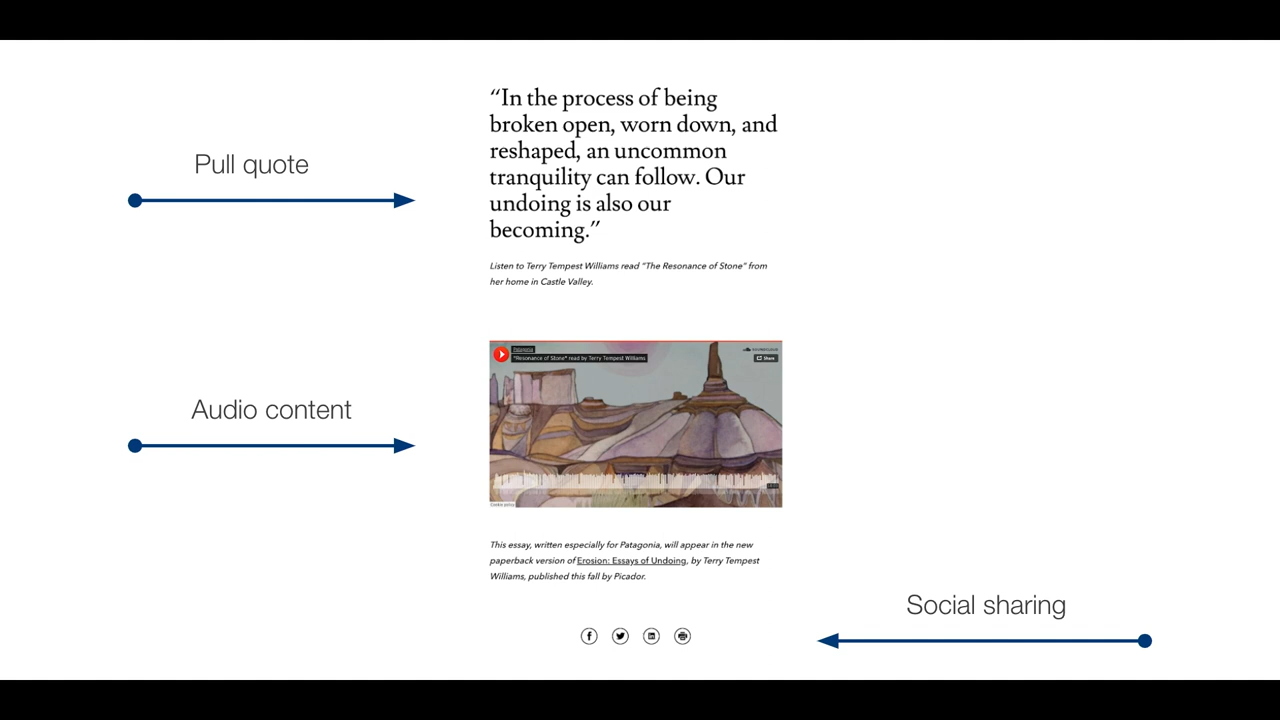 Pull quote
“In the process of being
broken open, worn down, and
reshaped, an uncommon
tranquility can follow. Our
undoing is also our
becoming.”
Listen to Terry Tempest Williams read “The Resonance of Stone” from
her home in Castle Valley.
Audio content
Patagonia
"Resonance of Stone" read by Terry Tempest Williams
SOUNDCLOUD
Share
Cookie policy
This essay, written especially for Patagonia, will appear in the new
paperback version of Erosion: Essays of Undoing, by Terry Tempest
Williams, published this fall by Picador.
Social sharing